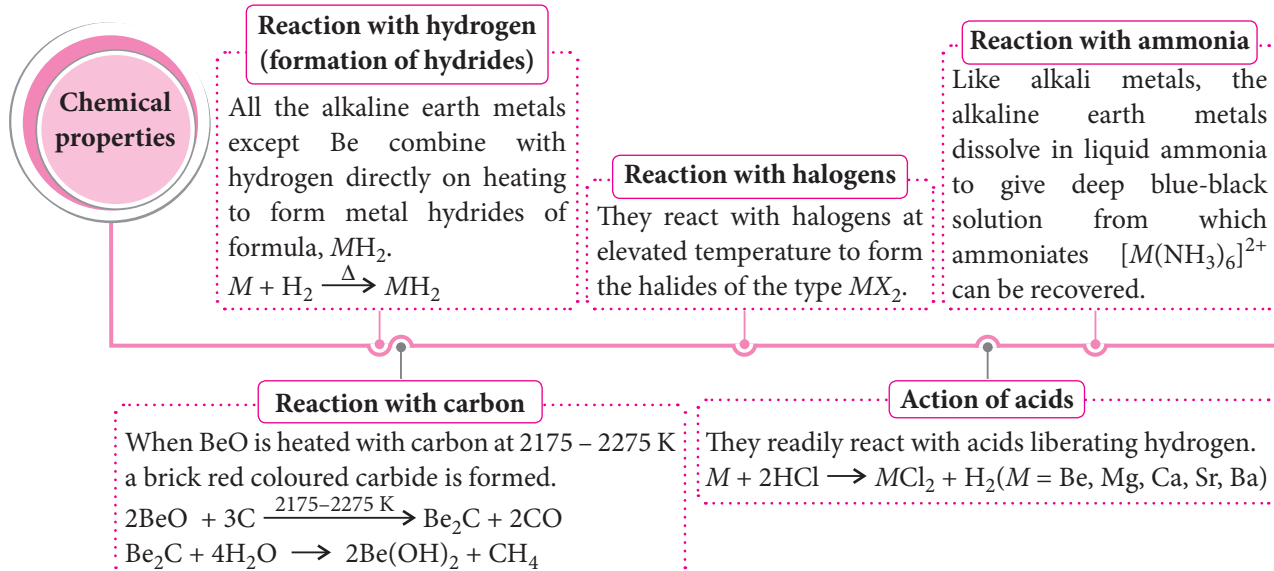 Chemical
properties
Reaction with hydrogen
(formation of hydrides)
All the alkaline earth metals
except Be combine with
hydrogen directly on heating
to form metal hydrides of
formula, MH₂.
M + H₂ —Δ→ MH₂
Reaction with halogens
They react with halogens at
elevated temperature to form
the halides of the type MX₂.
Reaction with ammonia
Like alkali metals, the
alkaline earth metals
dissolve in liquid ammonia
to give deep blue-black
solution from which
ammoniates [M(NH₃)₆]²⁺
can be recovered.
Reaction with carbon
When BeO is heated with carbon at 2175 – 2275 K
a brick red coloured carbide is formed.
2BeO + 3C —2175–2275 K→ Be₂C + 2CO
Be₂C + 4H₂O ⟶ 2Be(OH)₂ + CH₄
Action of acids
They readily react with acids liberating hydrogen.
M + 2HCl ⟶ MCl₂ + H₂(M = Be, Mg, Ca, Sr, Ba)